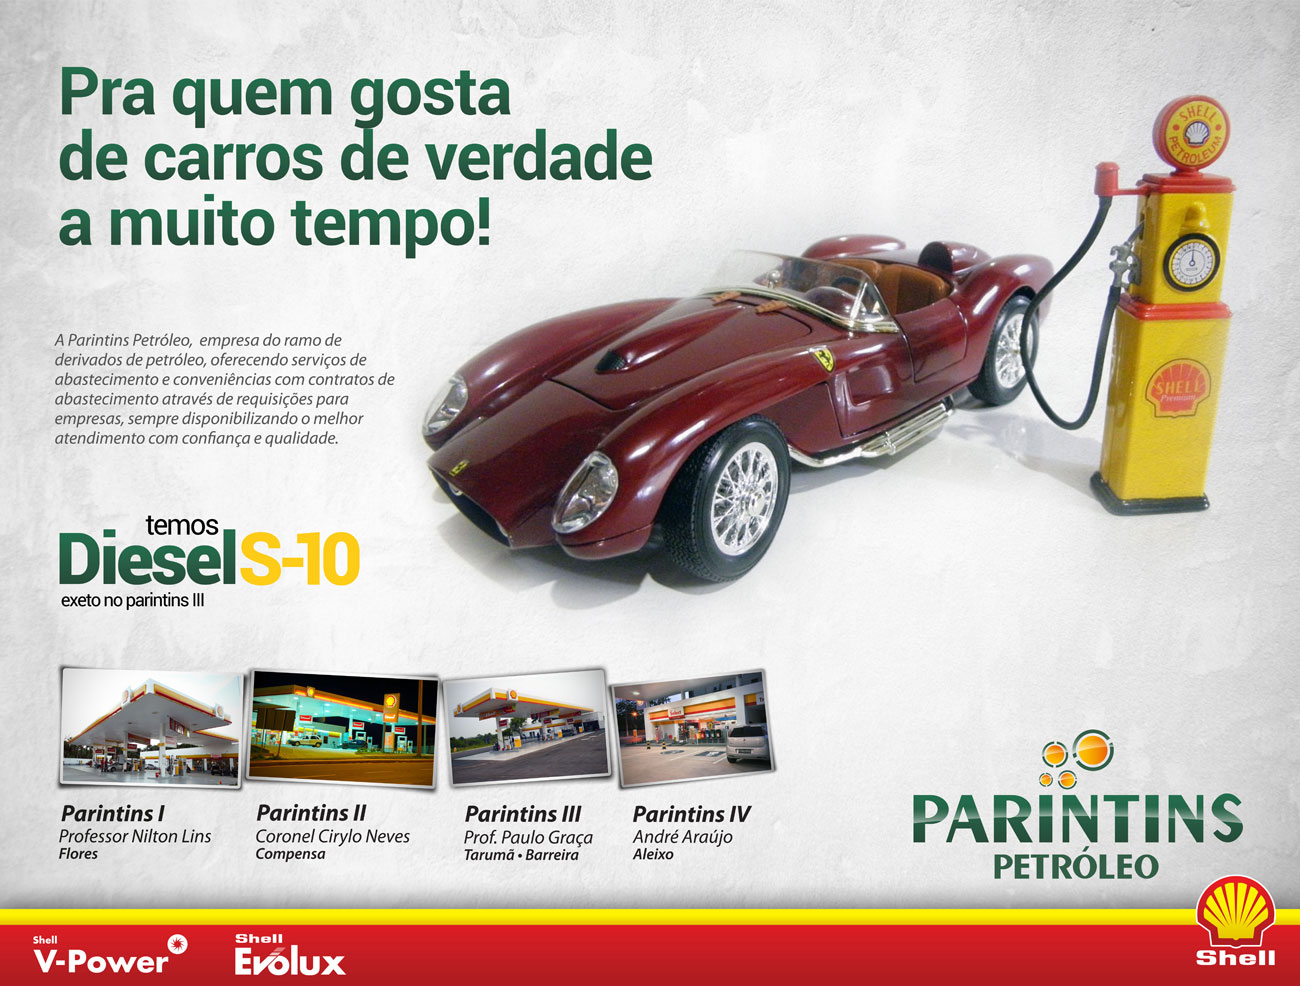 Pra quem gosta
de carros de verdade
a muito tempo!
A Parintins Petróleo, empresa do ramo de
derivados de petróleo, oferecendo serviços de
abastecimento e conveniências com contratos de
abastecimento através de requisições para
empresas, sempre disponibilizando o melhor
atendimento com confiança e qualidade.
SHELL
PETROLEUM
SHELL
Premium
temos
Diesel S-10
exeto no parintins III
Parintins I
Professor Nilton Lins
Flores
Parintins II
Coronel Cirylo Neves
Compensa
Parintins III
Prof. Paulo Graça
Tarumã • Barreira
Parintins IV
André Araújo
Aleixo
PARINTINS
PETRÓLEO
Shell
V-Power
Shell
Evólux
Shell